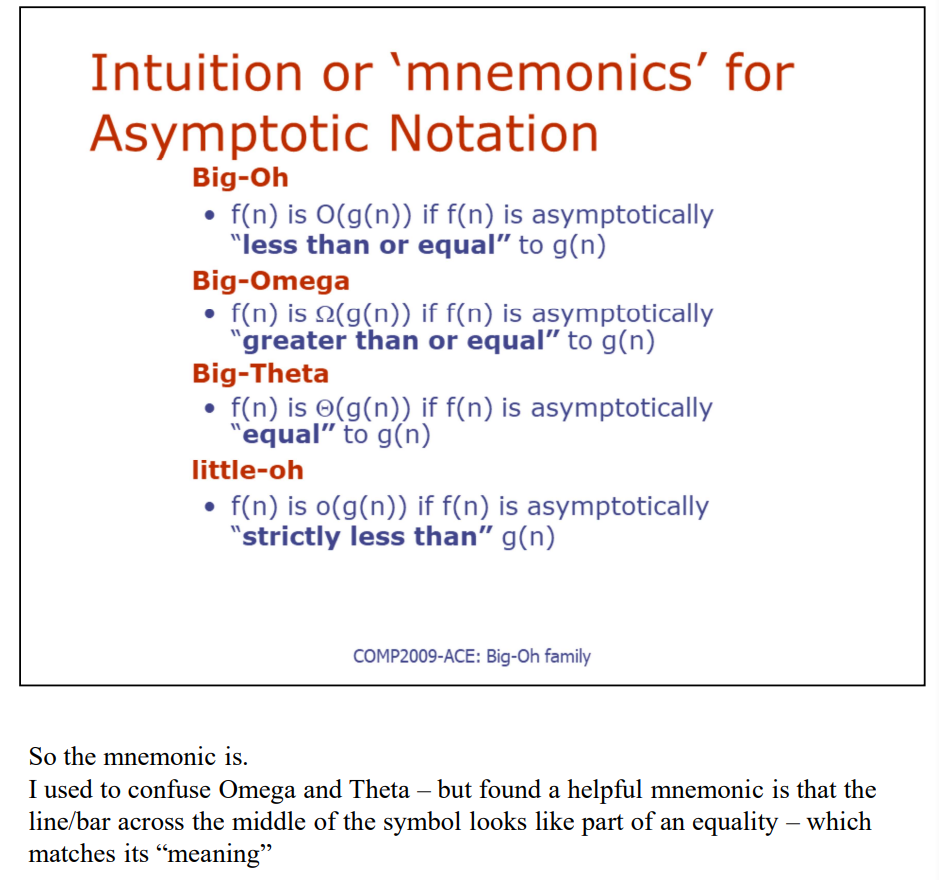 Intuition or ‘mnemonics’ for
Asymptotic Notation
Big-Oh
• f(n) is O(g(n)) if f(n) is asymptotically
“less than or equal” to g(n)
Big-Omega
• f(n) is Ω(g(n)) if f(n) is asymptotically
“greater than or equal” to g(n)
Big-Theta
• f(n) is Θ(g(n)) if f(n) is asymptotically
“equal” to g(n)
little-oh
• f(n) is o(g(n)) if f(n) is asymptotically
“strictly less than” g(n)
COMP2009-ACE: Big-Oh family
So the mnemonic is.
I used to confuse Omega and Theta – but found a helpful mnemonic is that the
line/bar across the middle of the symbol looks like part of an equality – which
matches its “meaning”